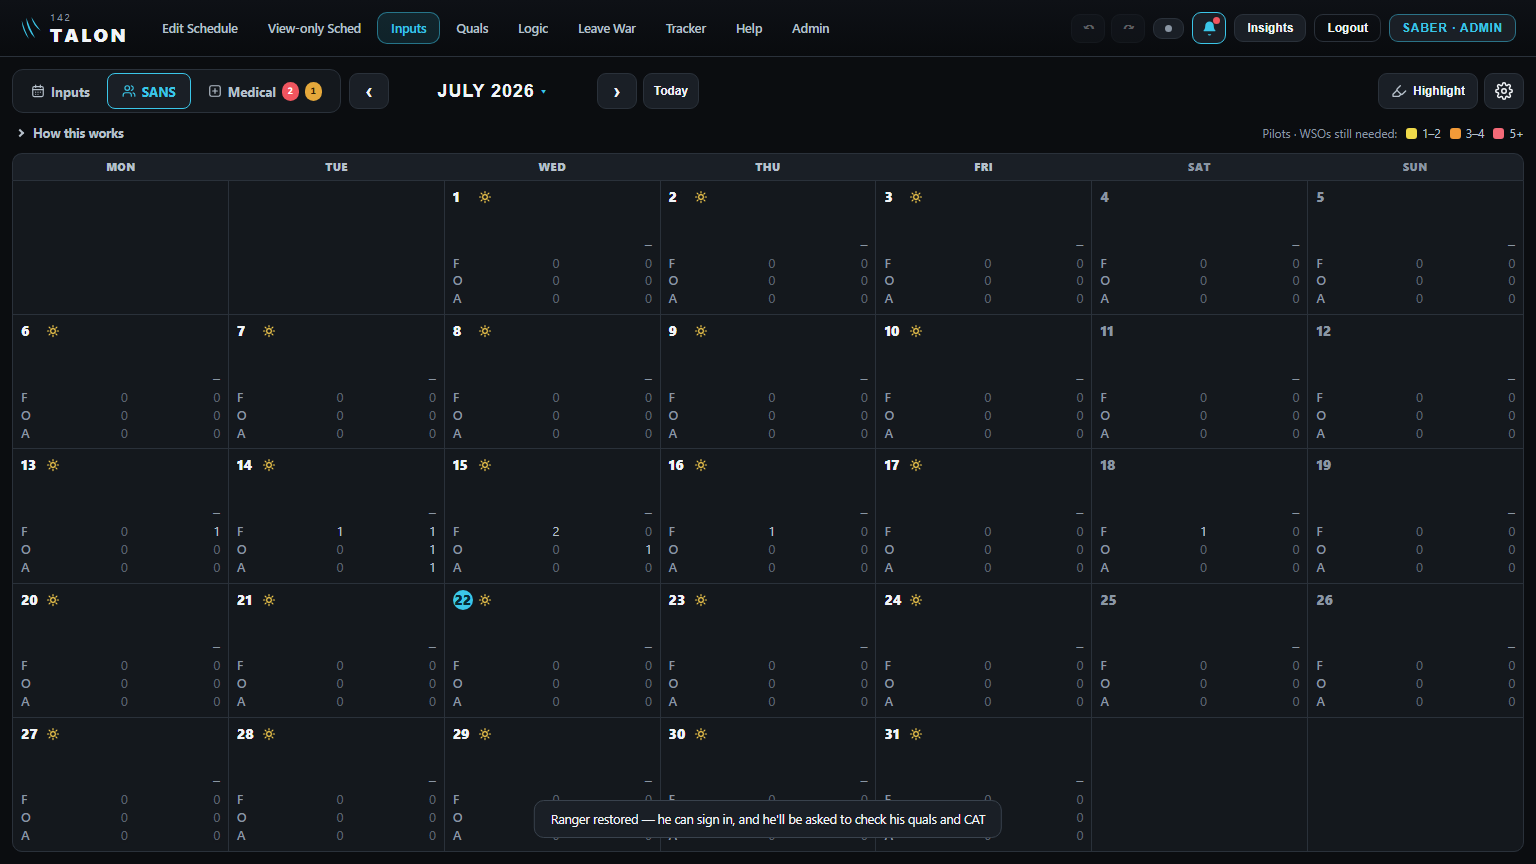 142
TALON
Edit Schedule
View-only Sched
Inputs
Quals
Logic
Leave War
Tracker
Help
Admin
Insights
Logout
SABER · ADMIN
Inputs
SANS
Medical 2 1
‹
JULY 2026
›
Today
Highlight
How this works
Pilots · WSOs still needed: 1–2 3–4 5+
MON TUE WED THU FRI SAT SUN
1 2 3 4 5
– – – – –
F 0 0 F 0 0 F 0 0 F 0 0 F 0 0
O 0 0 O 0 0 O 0 0 O 0 0 O 0 0
A 0 0 A 0 0 A 0 0 A 0 0 A 0 0
6 7 8 9 10 11 12
– – – – – – –
F 0 0 F 0 0 F 0 0 F 0 0 F 0 0 F 0 0 F 0 0
O 0 0 O 0 0 O 0 0 O 0 0 O 0 0 O 0 0 O 0 0
A 0 0 A 0 0 A 0 0 A 0 0 A 0 0 A 0 0 A 0 0
13 14 15 16 17 18 19
– – – – – – –
F 0 1 F 1 1 F 2 0 F 1 0 F 0 0 F 1 0 F 0 0
O 0 0 O 0 1 O 0 1 O 0 0 O 0 0 O 0 0 O 0 0
A 0 0 A 0 1 A 0 0 A 0 0 A 0 0 A 0 0 A 0 0
20 21 22 23 24 25 26
– – – – – – –
F 0 0 F 0 0 F 0 0 F 0 0 F 0 0 F 0 0 F 0 0
O 0 0 O 0 0 O 0 0 O 0 0 O 0 0 O 0 0 O 0 0
A 0 0 A 0 0 A 0 0 A 0 0 A 0 0 A 0 0 A 0 0
27 28 29 30 31
– – – – –
F 0 0 F 0 0 F 0
O 0 0 O 0 0 O 0
A 0 0 A 0 0 0
Ranger restored — he can sign in, and he'll be asked to check his quals and CAT